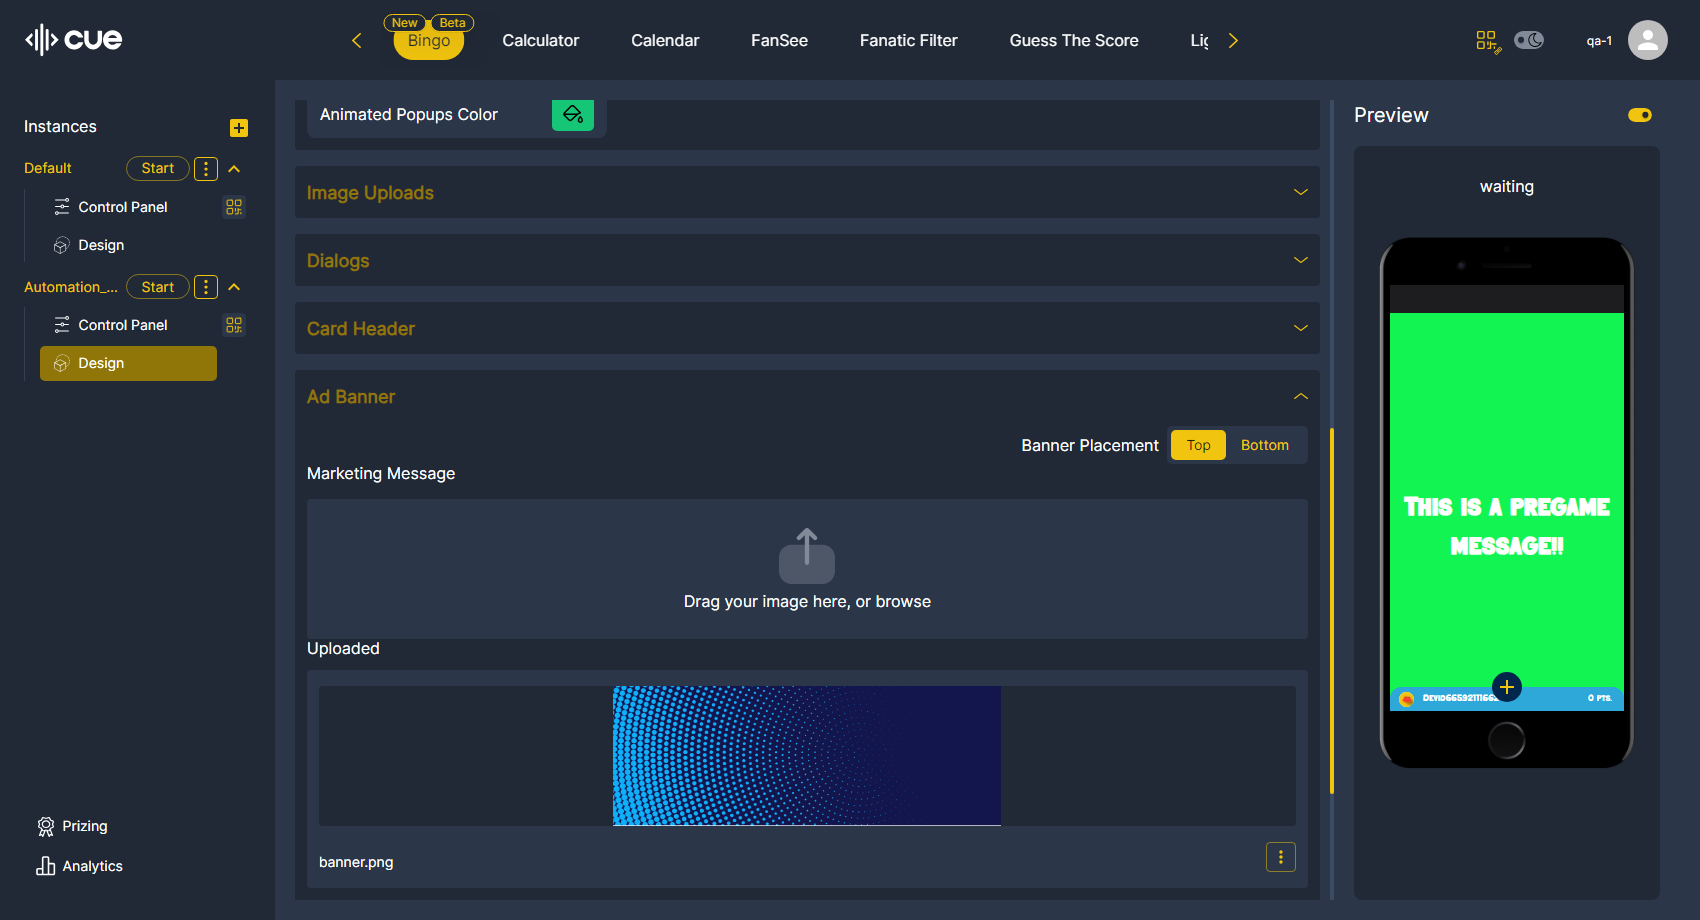 cue
New
Beta
Bingo
Calculator
Calendar
FanSee
Fanatic Filter
Guess The Score
qa-1
Instances
Default
Start
Control Panel
Design
Automation_...
Start
Control Panel
Design
Prizing
Analytics
Animated Popups Color
Image Uploads
Dialogs
Card Header
Ad Banner
Banner Placement
Top
Bottom
Marketing Message
Drag your image here, or browse
Uploaded
banner.png
Preview
waiting
This is a pregame
message!!
0 pts.